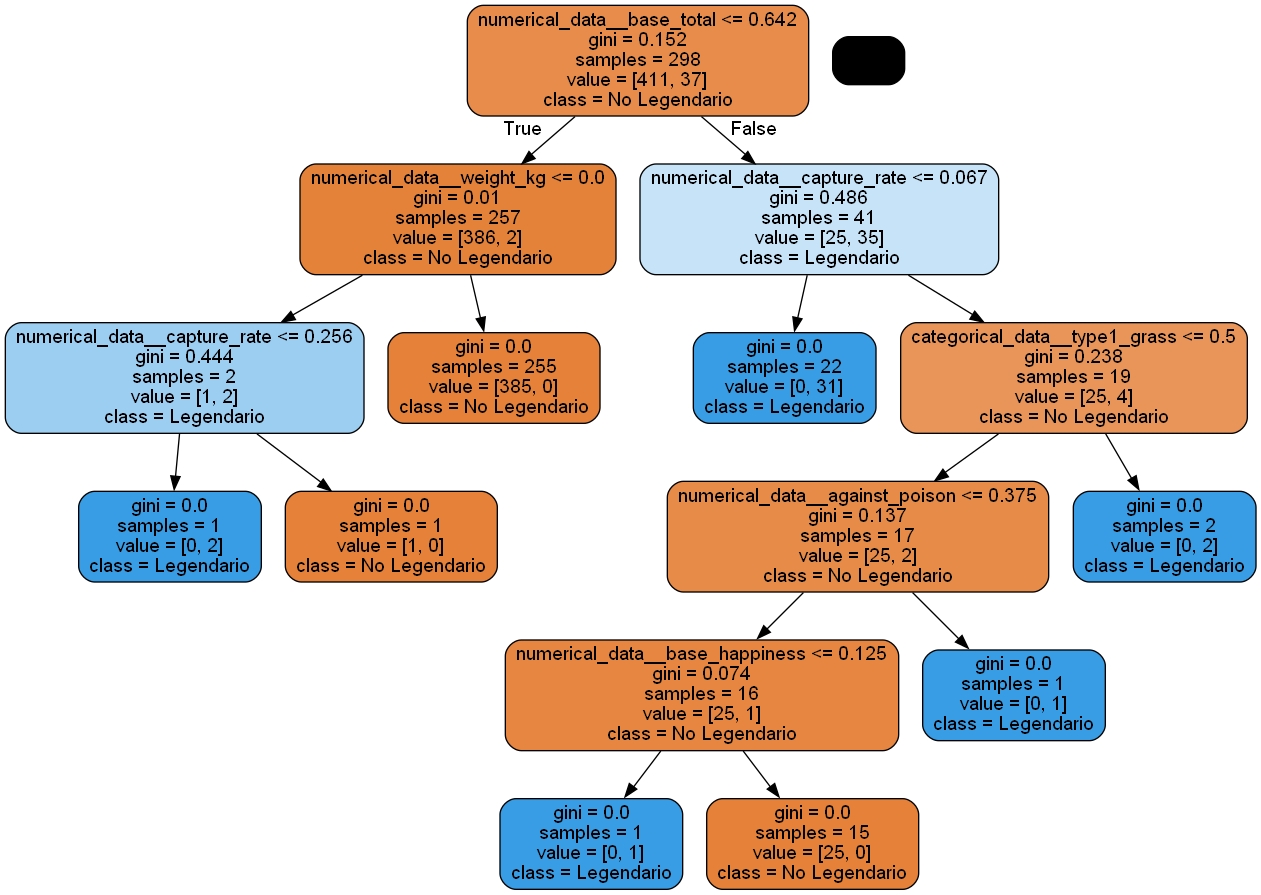 numerical_data__base_total <= 0.642
gini = 0.152
samples = 298
value = [411, 37]
class = No Legendario
True
False
numerical_data__weight_kg <= 0.0
gini = 0.01
samples = 257
value = [386, 2]
class = No Legendario
numerical_data__capture_rate <= 0.067
gini = 0.486
samples = 41
value = [25, 35]
class = Legendario
numerical_data__capture_rate <= 0.256
gini = 0.444
samples = 2
value = [1, 2]
class = Legendario
gini = 0.0
samples = 255
value = [385, 0]
class = No Legendario
gini = 0.0
samples = 22
value = [0, 31]
class = Legendario
categorical_data__type1_grass <= 0.5
gini = 0.238
samples = 19
value = [25, 4]
class = No Legendario
gini = 0.0
samples = 1
value = [0, 2]
class = Legendario
gini = 0.0
samples = 1
value = [1, 0]
class = No Legendario
numerical_data__against_poison <= 0.375
gini = 0.137
samples = 17
value = [25, 2]
class = No Legendario
gini = 0.0
samples = 2
value = [0, 2]
class = Legendario
numerical_data__base_happiness <= 0.125
gini = 0.074
samples = 16
value = [25, 1]
class = No Legendario
gini = 0.0
samples = 1
value = [0, 1]
class = Legendario
gini = 0.0
samples = 1
value = [0, 1]
class = Legendario
gini = 0.0
samples = 15
value = [25, 0]
class = No Legendario